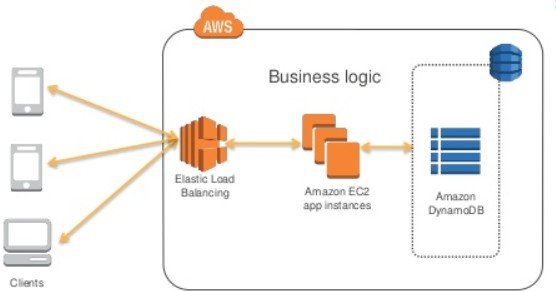 AWS
Business logic
Elastic Load
Balancing
Amazon EC2
app instances
Amazon
DynamoDB
Clients